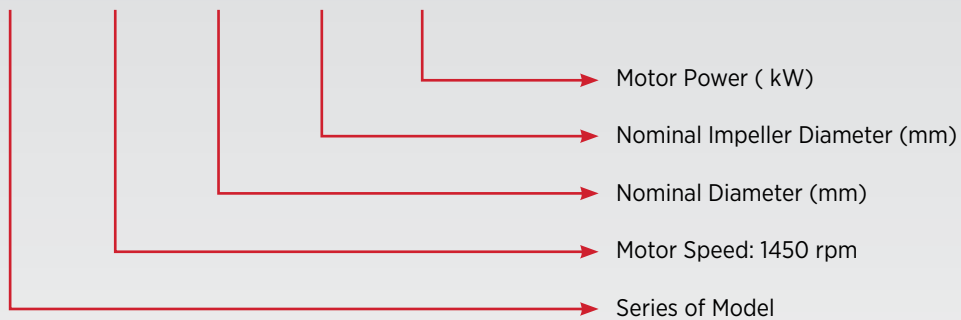 Motor Power ( kW)
Nominal Impeller Diameter (mm)
Nominal Diameter (mm)
Motor Speed: 1450 rpm
Series of Model